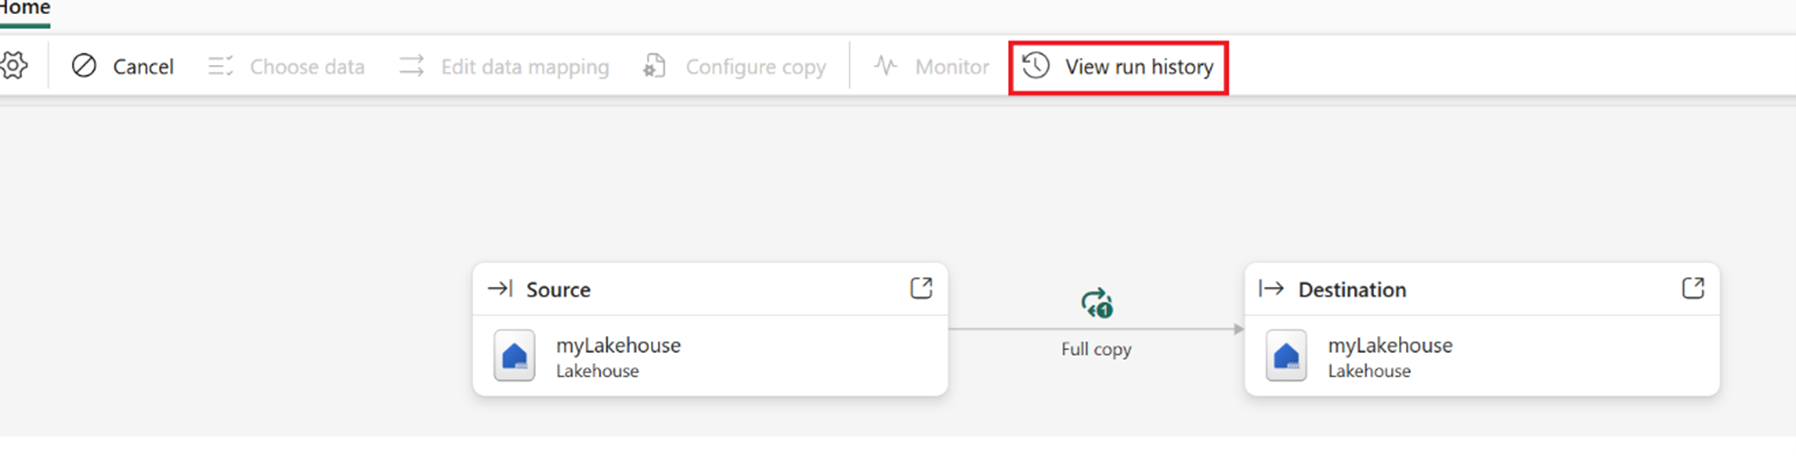 Home
Cancel Choose data Edit data mapping Configure copy Monitor View run history
Source
myLakehouse
Lakehouse
1
Full copy
Destination
myLakehouse
Lakehouse